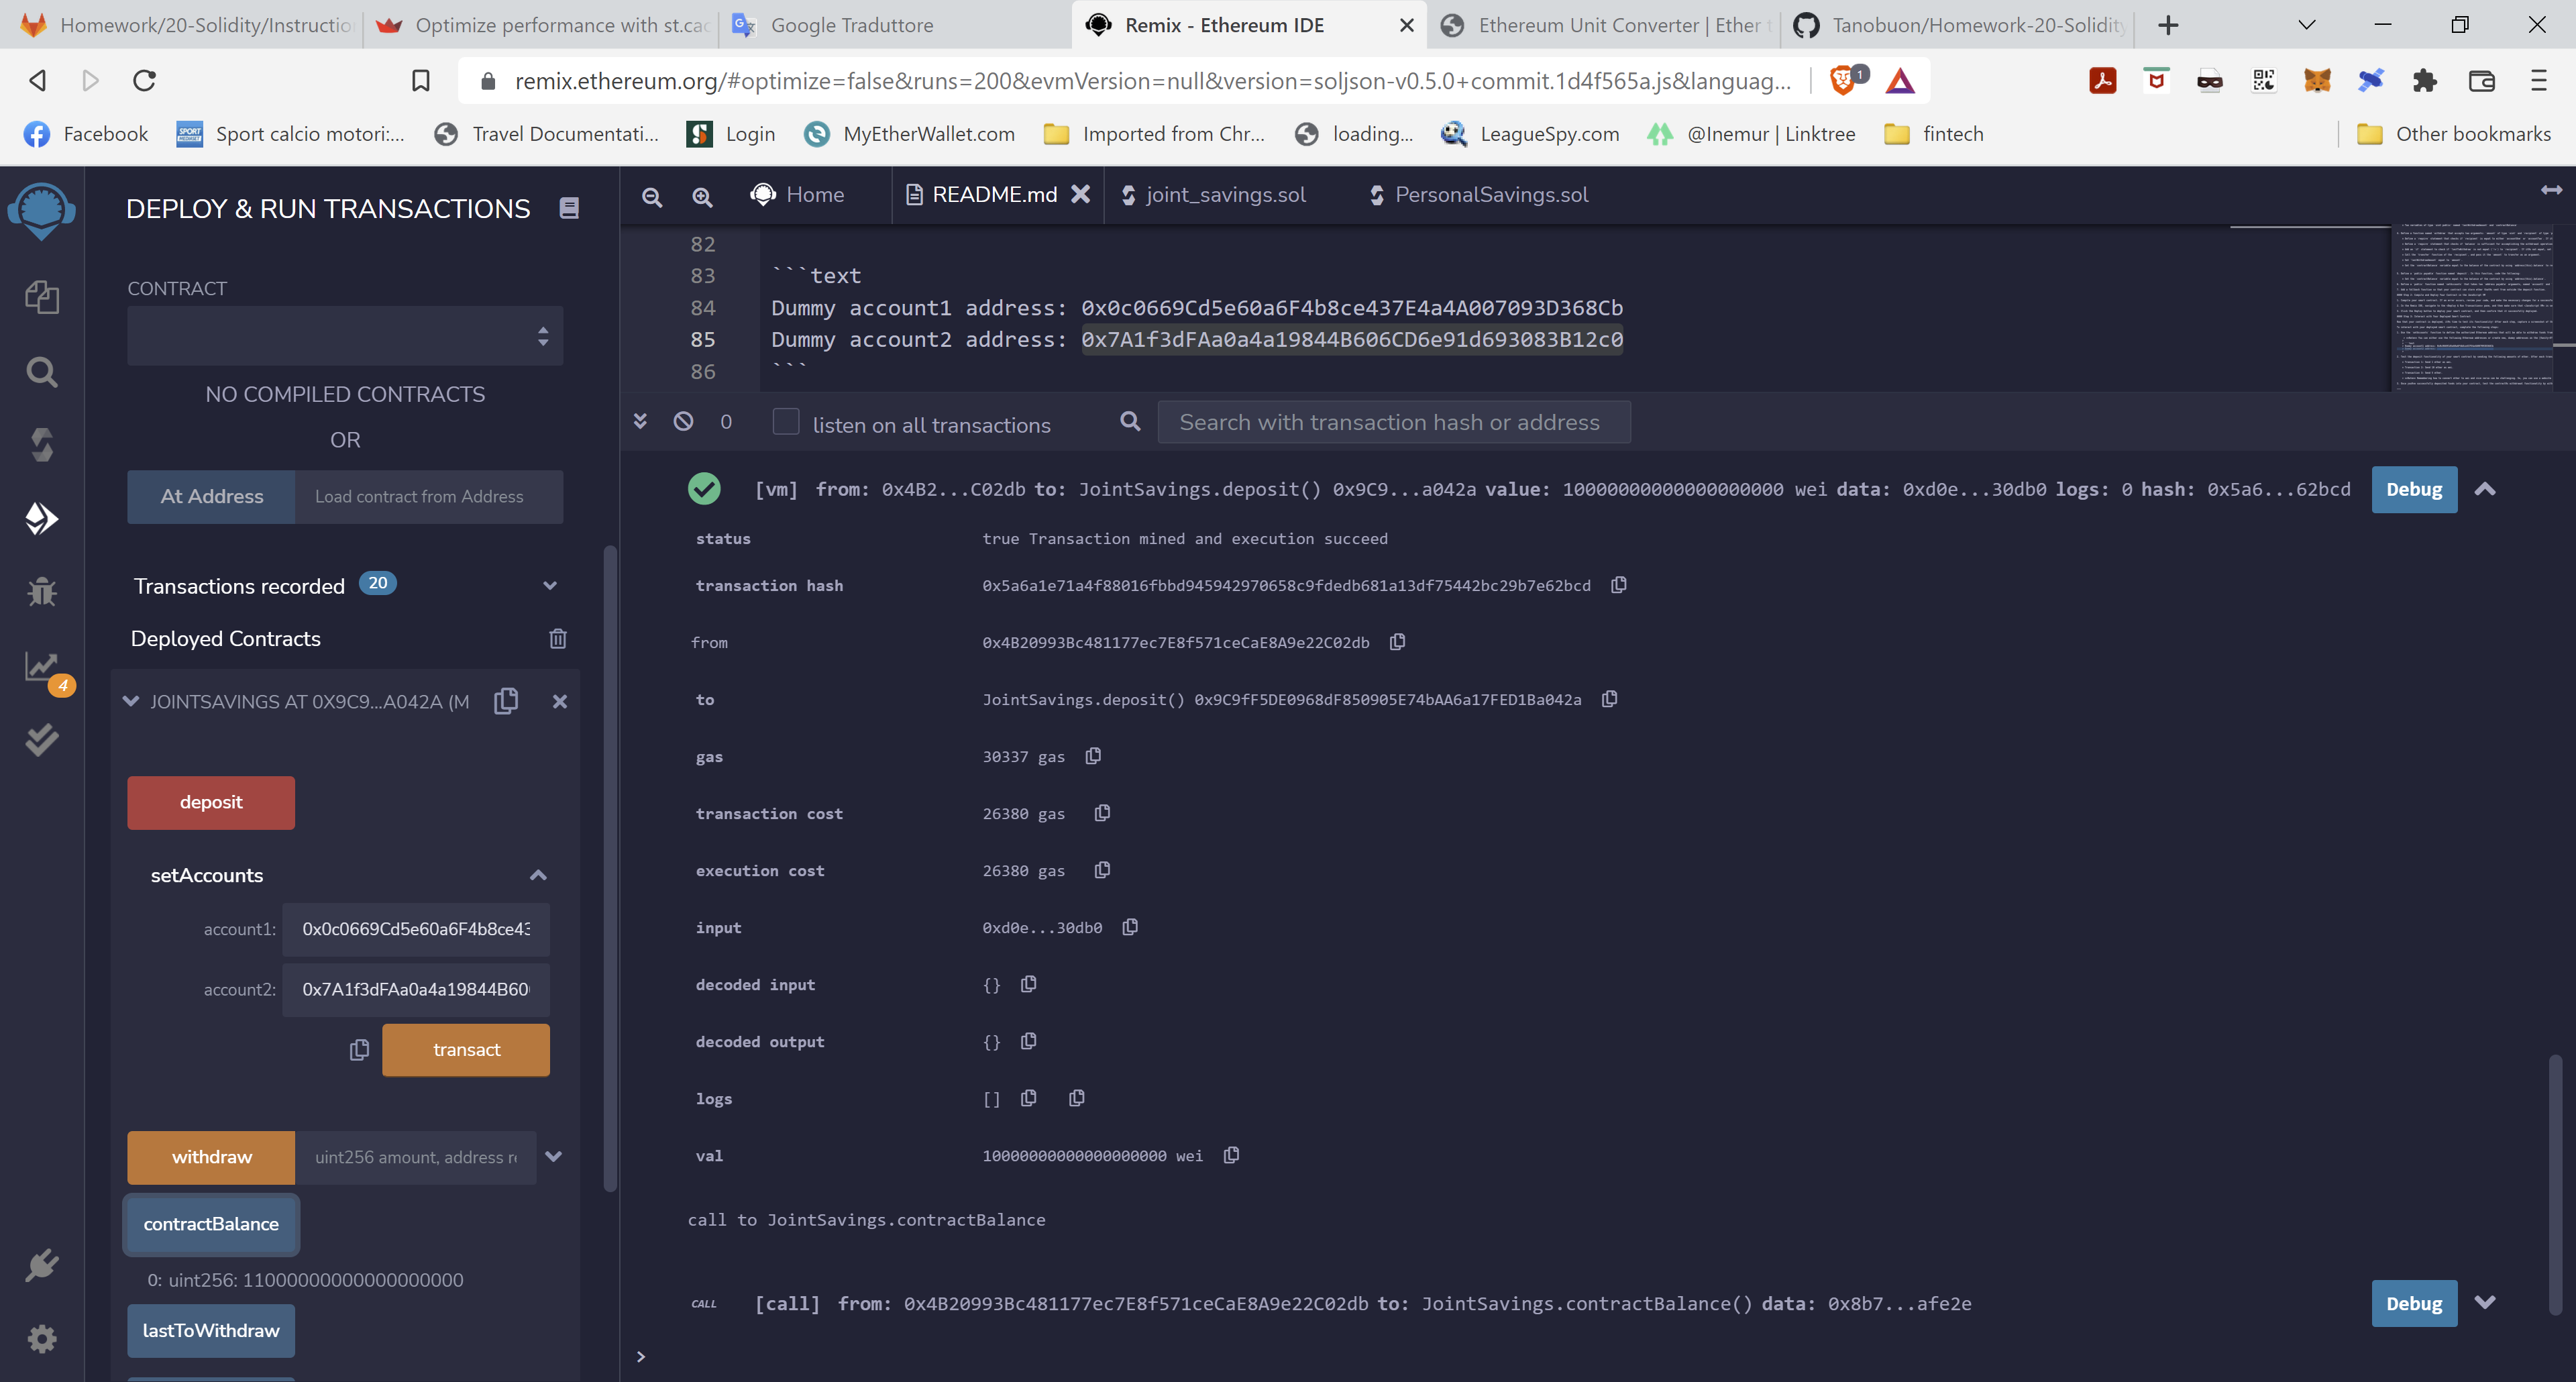 Homework/20-Solidity/Instructio
Optimize performance with st.cac
Google Traduttore
Remix - Ethereum IDE
Ethereum Unit Converter | Ether t
Tanobuon/Homework-20-Solidity
remix.ethereum.org/#optimize=false&runs=200&evmVersion=null&version=soljson-v0.5.0+commit.1d4f565a.js&languag...
1
Facebook
Sport calcio motori:...
Travel Documentati...
Login
MyEtherWallet.com
Imported from Chr...
loading...
LeagueSpy.com
@Inemur | Linktree
fintech
Other bookmarks
DEPLOY & RUN TRANSACTIONS
CONTRACT
NO COMPILED CONTRACTS
OR
At Address
Load contract from Address
Transactions recorded 20
Deployed Contracts
JOINTSAVINGS AT 0X9C9...A042A (M
deposit
setAccounts
account1: 0x0c0669Cd5e60a6F4b8ce43
account2: 0x7A1f3dFAa0a4a19844B60
transact
withdraw
uint256 amount, address re
contractBalance
0: uint256: 11000000000000000000
lastToWithdraw
4
Home
README.md
joint_savings.sol
PersonalSavings.sol
82
83 ```text
84 Dummy account1 address: 0x0c0669Cd5e60a6F4b8ce437E4a4A007093D368Cb
85 Dummy account2 address: 0x7A1f3dFAa0a4a19844B606CD6e91d693083B12c0
86 ```
0
listen on all transactions
Search with transaction hash or address
[vm] from: 0x4B2...C02db to: JointSavings.deposit() 0x9C9...a042a value: 10000000000000000000 wei data: 0xd0e...30db0 logs: 0 hash: 0x5a6...62bcd
Debug
status true Transaction mined and execution succeed
transaction hash 0x5a6a1e71a4f88016fbbd945942970658c9fdedb681a13df75442bc29b7e62bcd
from 0x4B20993Bc481177ec7E8f571ceCaE8A9e22C02db
to JointSavings.deposit() 0x9C9fF5DE0968dF850905E74bAA6a17FED1Ba042a
gas 30337 gas
transaction cost 26380 gas
execution cost 26380 gas
input 0xd0e...30db0
decoded input {}
decoded output {}
logs []
val 10000000000000000000 wei
call to JointSavings.contractBalance
CALL [call] from: 0x4B20993Bc481177ec7E8f571ceCaE8A9e22C02db to: JointSavings.contractBalance() data: 0x8b7...afe2e
Debug
>